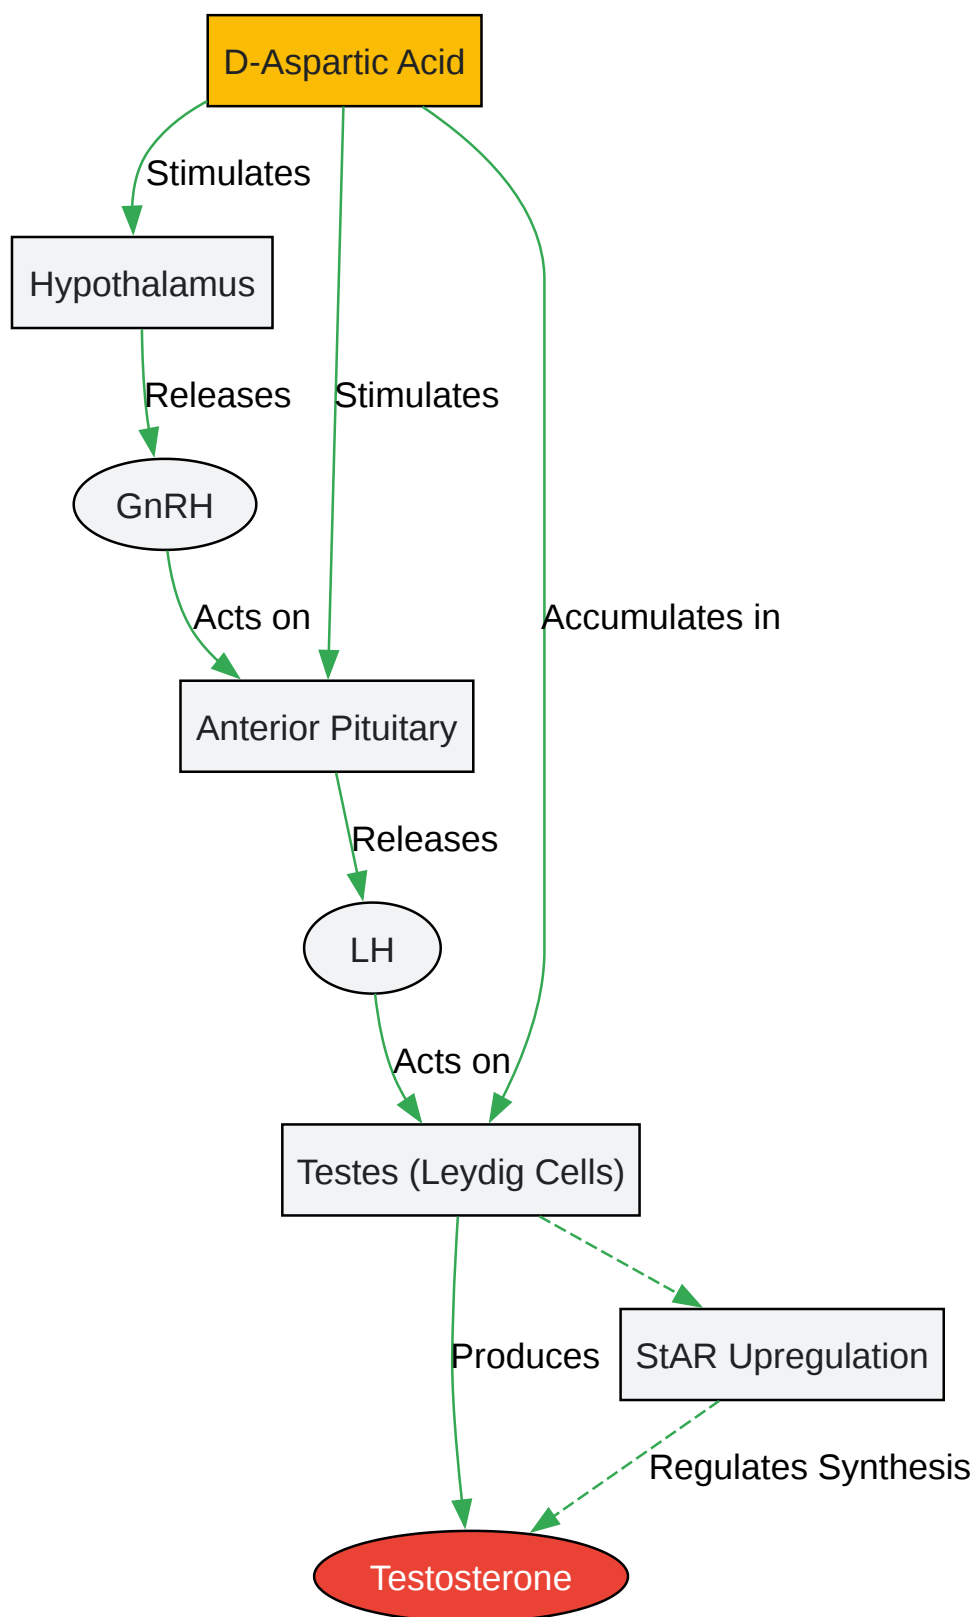 D-Aspartic Acid
Stimulates
Hypothalamus
Releases
Stimulates
GnRH
Acts on
Accumulates in
Anterior Pituitary
Releases
LH
Acts on
Testes (Leydig Cells)
Produces
StAR Upregulation
Regulates Synthesis
Testosterone